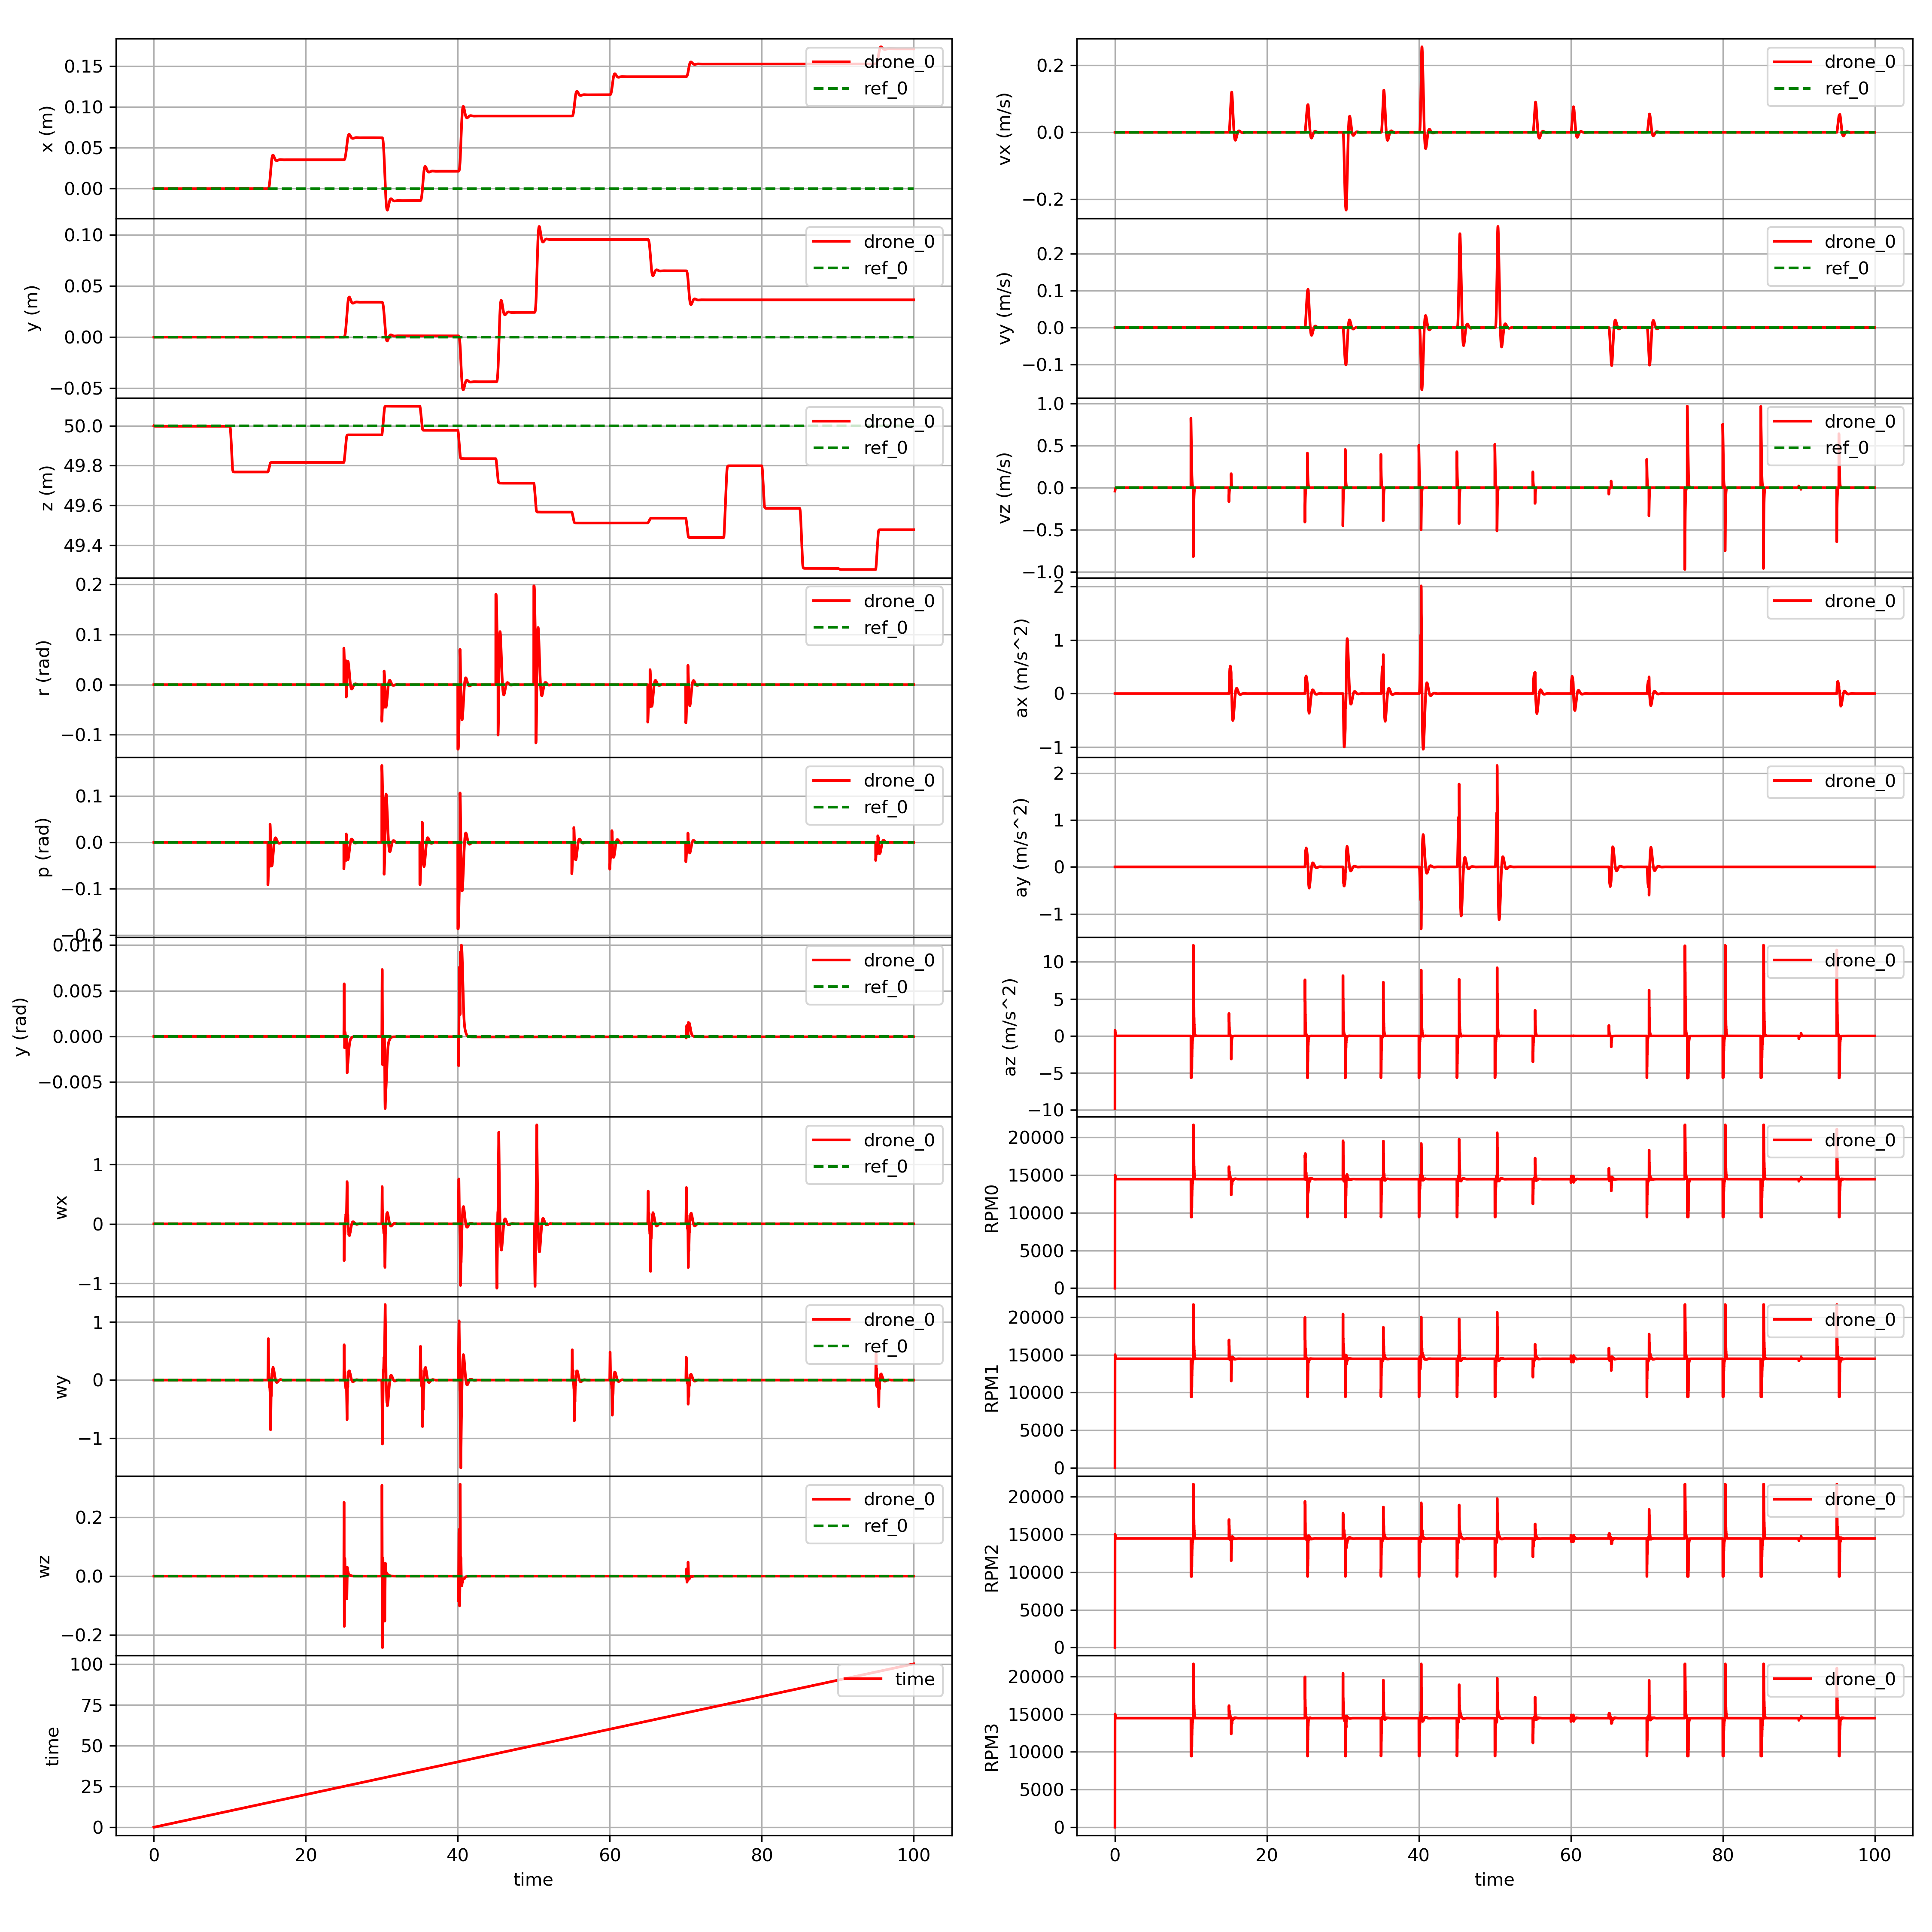 x (m)
0.15
0.10
0.05
0.00
drone_0
ref_0
y (m)
0.10
0.05
0.00
−0.05
drone_0
ref_0
z (m)
50.0
49.8
49.6
49.4
drone_0
ref_0
r (rad)
0.2
0.1
0.0
−0.1
drone_0
ref_0
p (rad)
0.1
0.0
−0.1
−0.2
drone_0
ref_0
y (rad)
0.010
0.005
0.000
−0.005
drone_0
ref_0
wx
1
0
−1
drone_0
ref_0
wy
1
0
−1
drone_0
ref_0
wz
0.2
0.0
−0.2
drone_0
ref_0
time
100
75
50
25
0
time
0 20 40 60 80 100
time
vx (m/s)
0.2
0.0
−0.2
drone_0
ref_0
vy (m/s)
0.2
0.1
0.0
−0.1
drone_0
ref_0
vz (m/s)
1.0
0.5
0.0
−0.5
−1.0
drone_0
ref_0
ax (m/s^2)
2
1
0
−1
drone_0
ay (m/s^2)
2
1
0
−1
drone_0
az (m/s^2)
10
5
0
−5
−10
drone_0
RPM0
20000
15000
10000
5000
0
drone_0
RPM1
20000
15000
10000
5000
0
drone_0
RPM2
20000
15000
10000
5000
0
drone_0
RPM3
20000
15000
10000
5000
0
drone_0
0 20 40 60 80 100
time